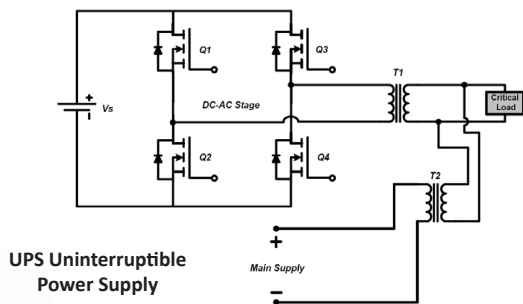 Q1
Q3
T1
+
Vs
-
DC-AC Stage
Critical
Load
Q2
Q4
T2
+
Main Supply
–
UPS Uninterruptible
Power Supply